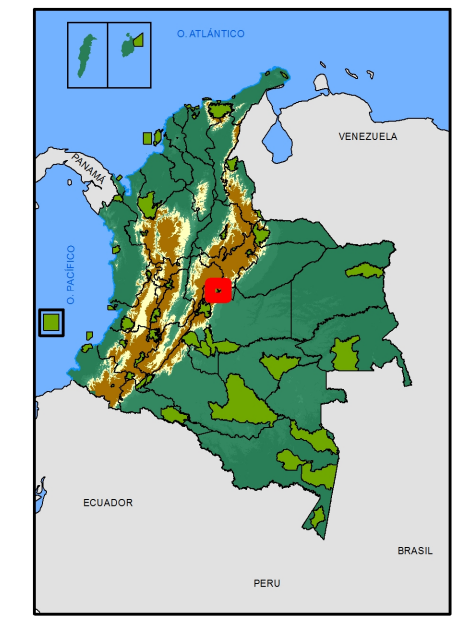 O. ATLÁNTICO
VENEZUELA
PANAMÁ
O. PACÍFICO
ECUADOR
BRASIL
PERU